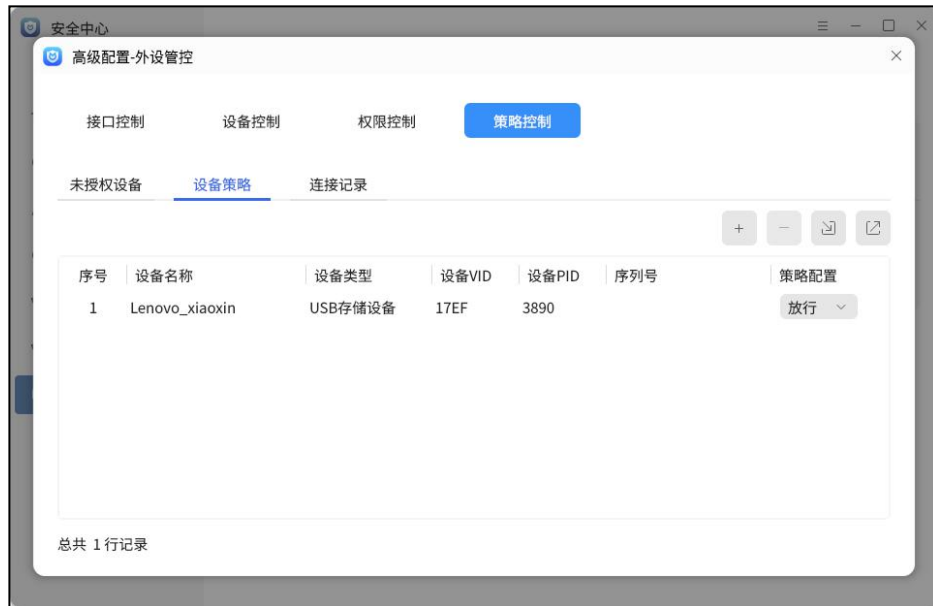 安全中心
高级配置-外设管控
接口控制 设备控制 权限控制 策略控制
未授权设备 设备策略 连接记录
序号 设备名称 设备类型 设备VID 设备PID 序列号 策略配置
1 Lenovo_xiaoxin USB存储设备 17EF 3890 放行
总共 1 行记录